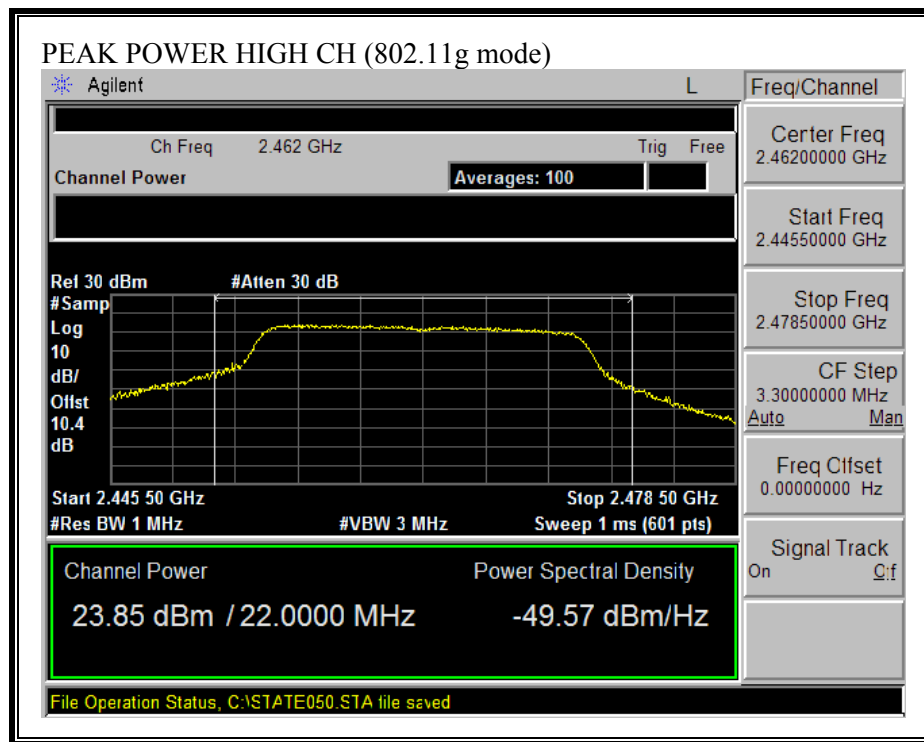 PEAK POWER HIGH CH (802.11g mode)
Agilent L Freq/Channel
Ch Freq 2.462 GHz Trig Free
Channel Power Averages: 100
Center Freq
2.46200000 GHz
Start Freq
2.44550000 GHz
Stop Freq
2.47850000 GHz
CF Step
3.30000000 MHz
Auto Man
Freq Offset
0.00000000 Hz
Signal Track
On Off
Ref 30 dBm #Atten 30 dB
#Samp
Log
10
dB/
Offst
10.4
dB
Start 2.445 50 GHz Stop 2.478 50 GHz
#Res BW 1 MHz #VBW 3 MHz Sweep 1 ms (601 pts)
Channel Power Power Spectral Density
23.85 dBm / 22.0000 MHz -49.57 dBm/Hz
File Operation Status, C:\STATE050.STA file saved